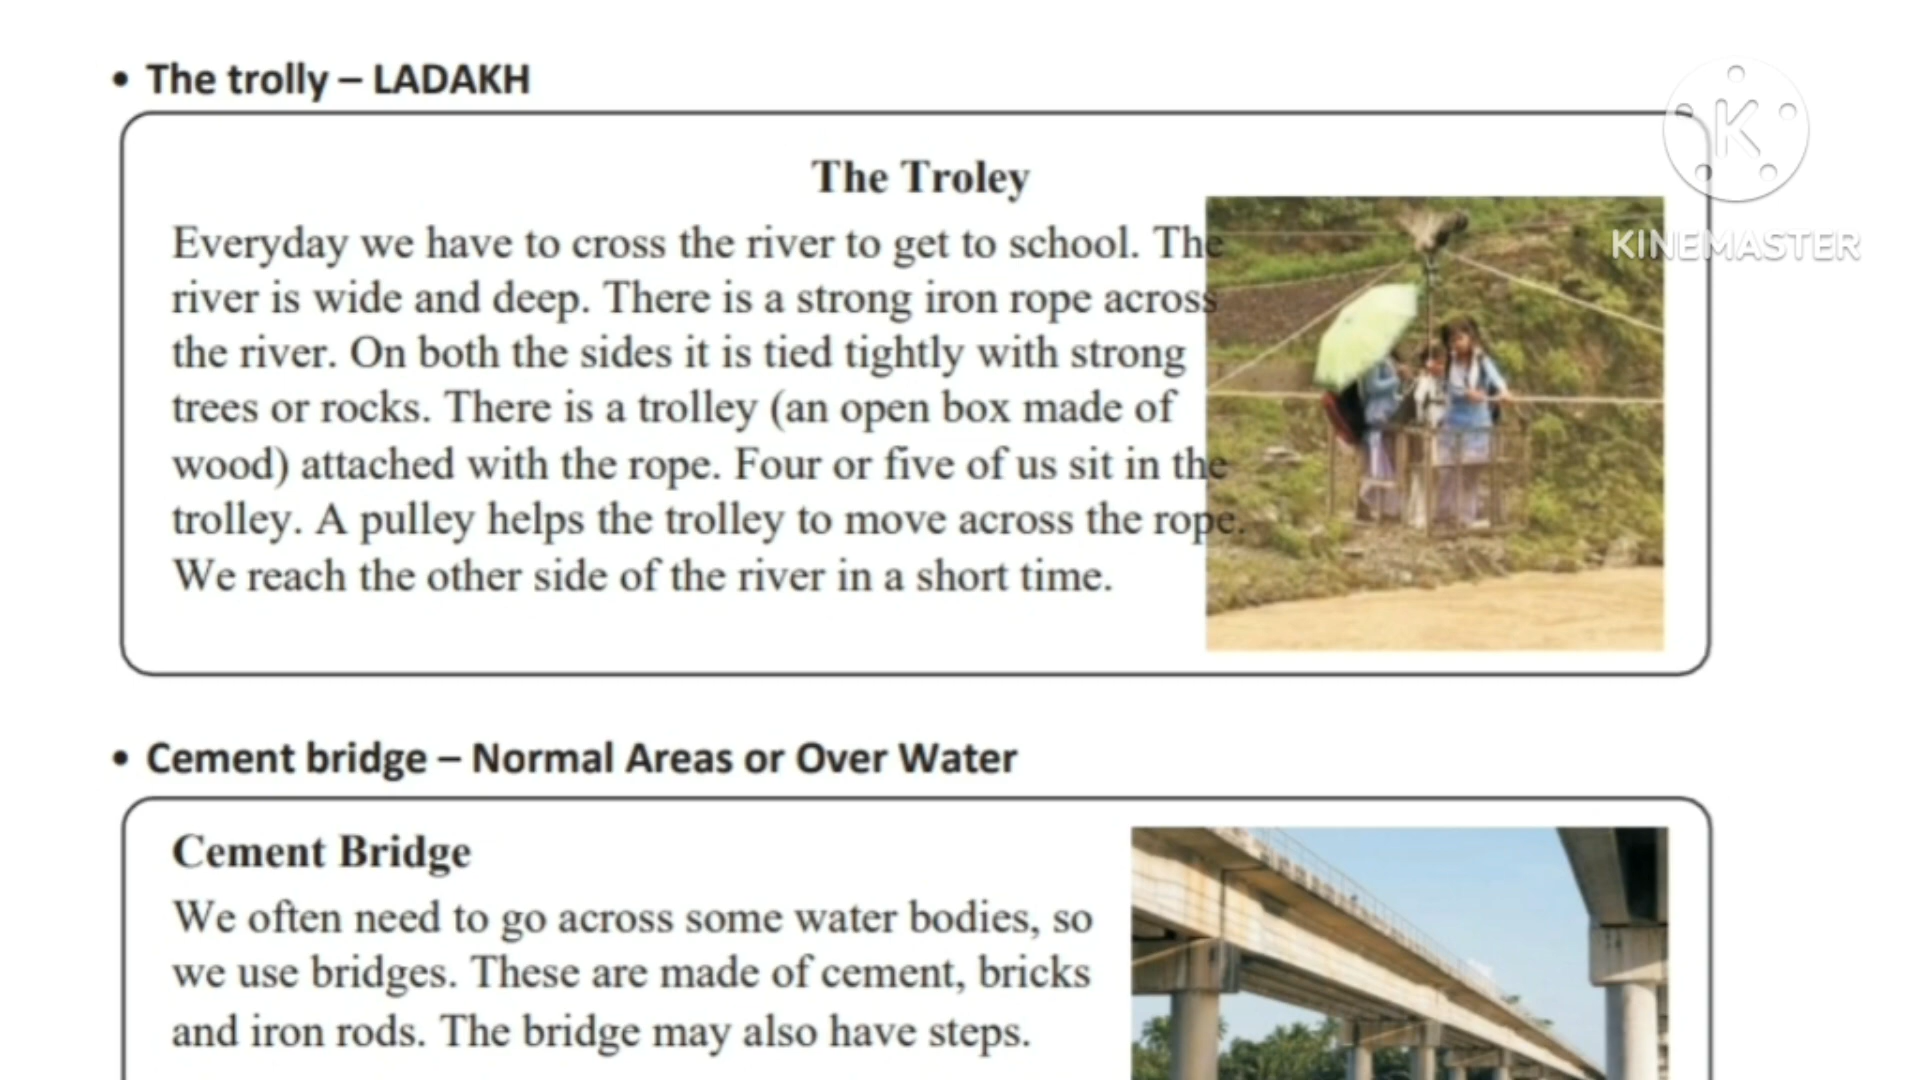 • The trolly – LADAKH
The Troley
Everyday we have to cross the river to get to school. The
river is wide and deep. There is a strong iron rope across
the river. On both the sides it is tied tightly with strong
trees or rocks. There is a trolley (an open box made of
wood) attached with the rope. Four or five of us sit in the
trolley. A pulley helps the trolley to move across the rope.
We reach the other side of the river in a short time.
K
KINEMASTER
• Cement bridge – Normal Areas or Over Water
Cement Bridge
We often need to go across some water bodies, so
we use bridges. These are made of cement, bricks
and iron rods. The bridge may also have steps.